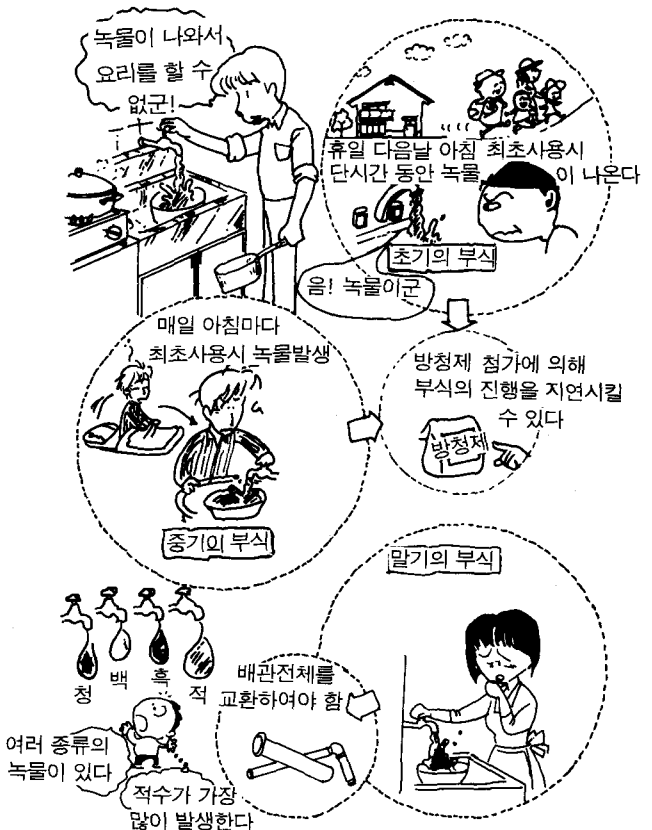 녹물이 나와서
요리를 할 수
없군!
휴일 다음날 아침 최초사용시
단시간 동안 녹물이 나온다
초기의 부식
음! 녹물이군
매일 아침마다
최초사용시 녹물발생
중기의 부식
방청제 첨가에 의해
부식의 진행을 지연시킬
수 있다
방청제
말기의 부식
배관전체를
교환하여야 함
청 백 흑 적
여러 종류의
녹물이 있다
적수가 가장
많이 발생한다